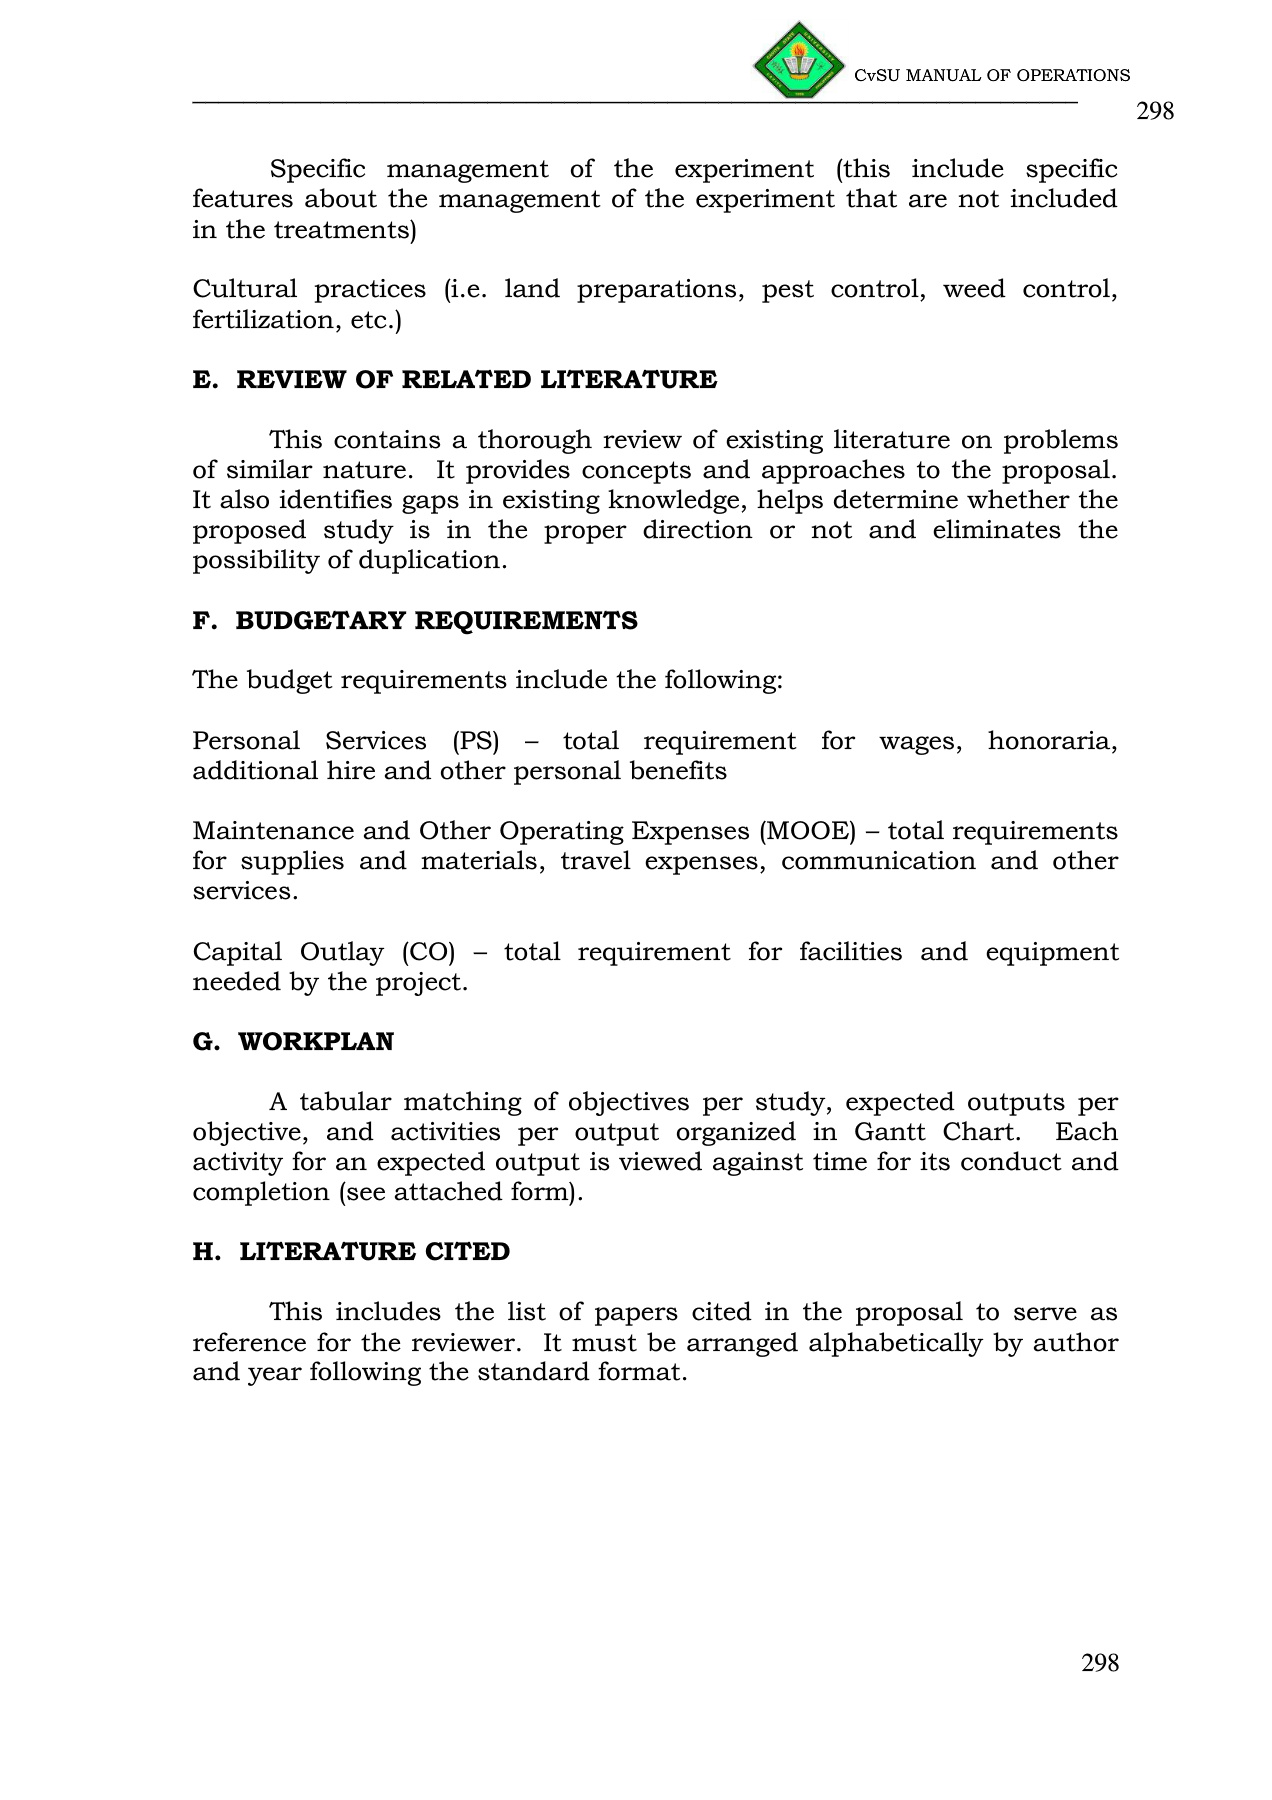 CvSU MANUAL OF OPERATIONS
298
Specific management of the experiment (this include specific
features about the management of the experiment that are not included
in the treatments)
Cultural practices (i.e. land preparations, pest control, weed control,
fertilization, etc.)
E. REVIEW OF RELATED LITERATURE
This contains a thorough review of existing literature on problems
of similar nature. It provides concepts and approaches to the proposal.
It also identifies gaps in existing knowledge, helps determine whether the
proposed study is in the proper direction or not and eliminates the
possibility of duplication.
F. BUDGETARY REQUIREMENTS
The budget requirements include the following:
Personal Services (PS) – total requirement for wages, honoraria,
additional hire and other personal benefits
Maintenance and Other Operating Expenses (MOOE) – total requirements
for supplies and materials, travel expenses, communication and other
services.
Capital Outlay (CO) – total requirement for facilities and equipment
needed by the project.
G. WORKPLAN
A tabular matching of objectives per study, expected outputs per
objective, and activities per output organized in Gantt Chart. Each
activity for an expected output is viewed against time for its conduct and
completion (see attached form).
H. LITERATURE CITED
This includes the list of papers cited in the proposal to serve as
reference for the reviewer. It must be arranged alphabetically by author
and year following the standard format.
298